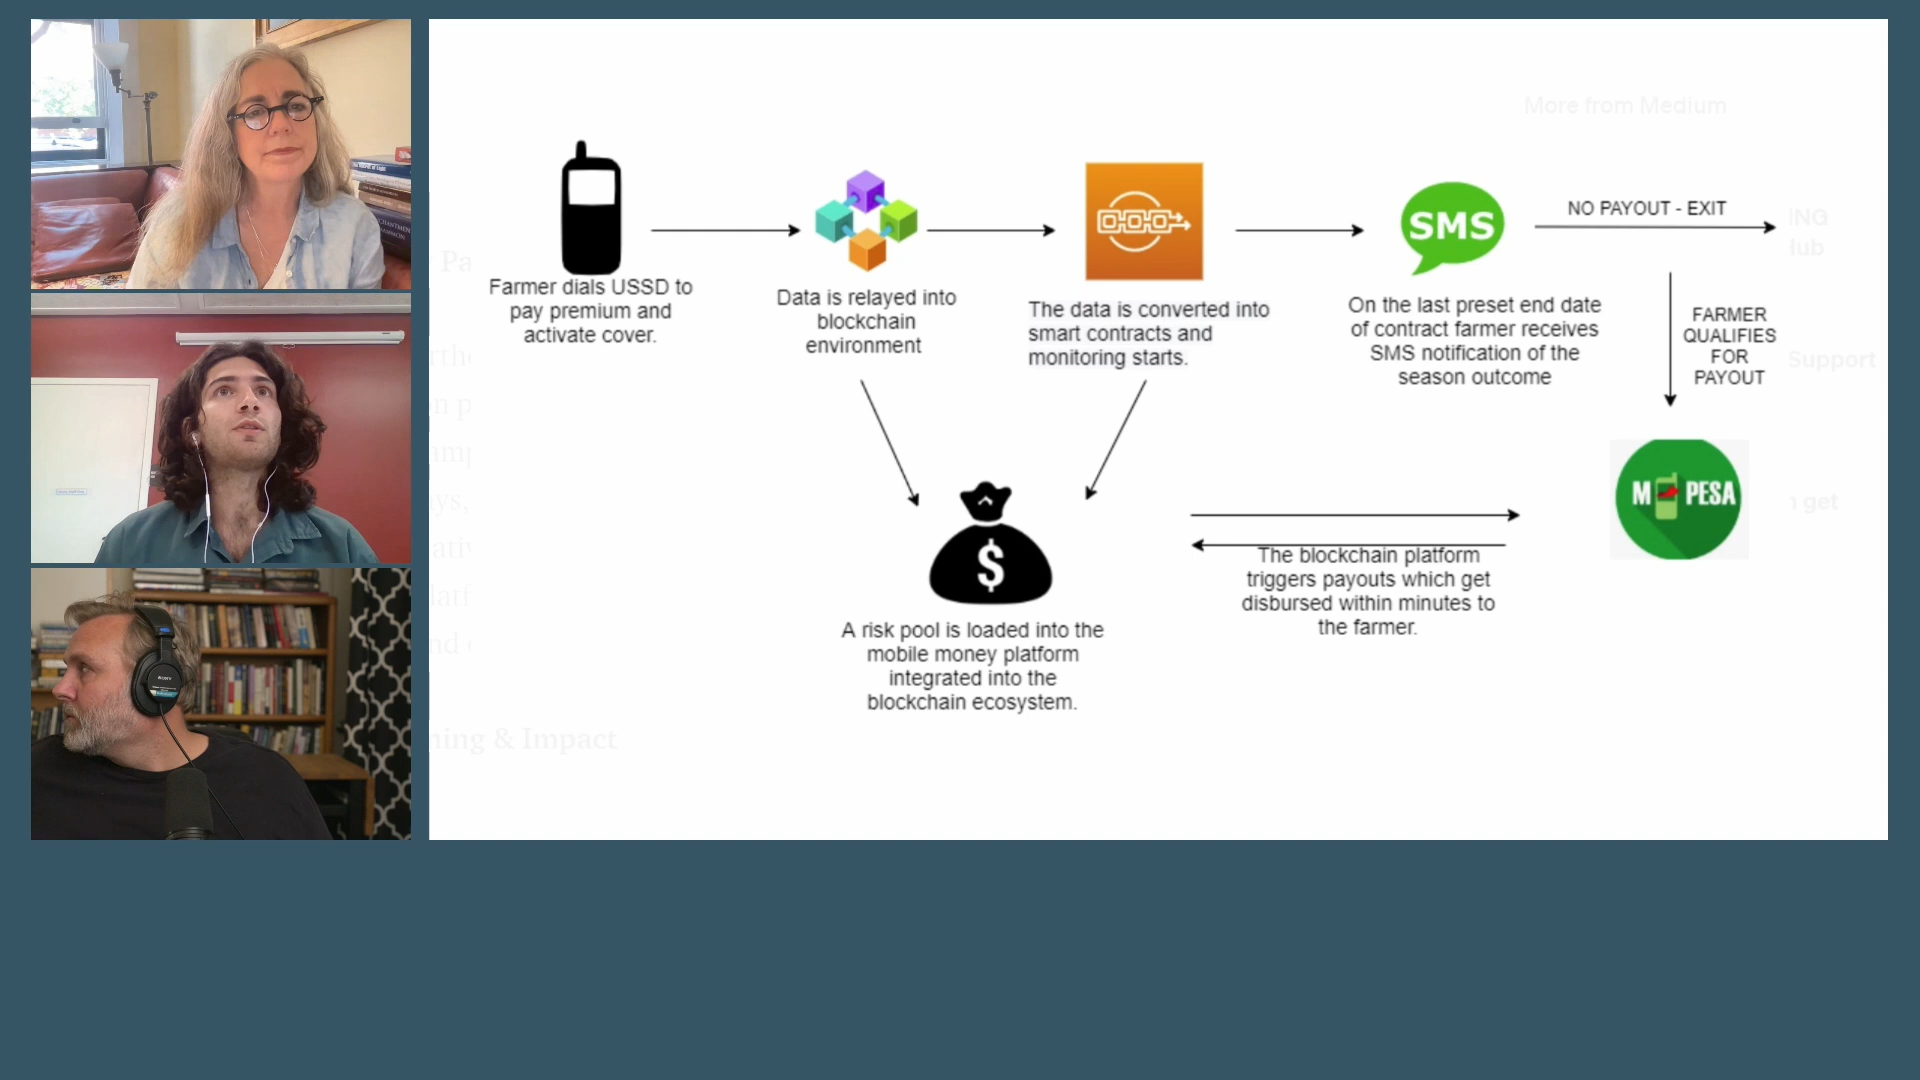 More from Medium
Farmer dials USSD to
pay premium and
activate cover.
Data is relayed into
blockchain
environment
The data is converted into
smart contracts and
monitoring starts.
SMS
On the last preset end date
of contract farmer receives
SMS notification of the
season outcome
NO PAYOUT - EXIT
FARMER
QUALIFIES
FOR
PAYOUT
Support
M PESA
get
The blockchain platform
triggers payouts which get
disbursed within minutes to
the farmer.
A risk pool is loaded into the
mobile money platform
integrated into the
blockchain ecosystem.
& Impact
SONY